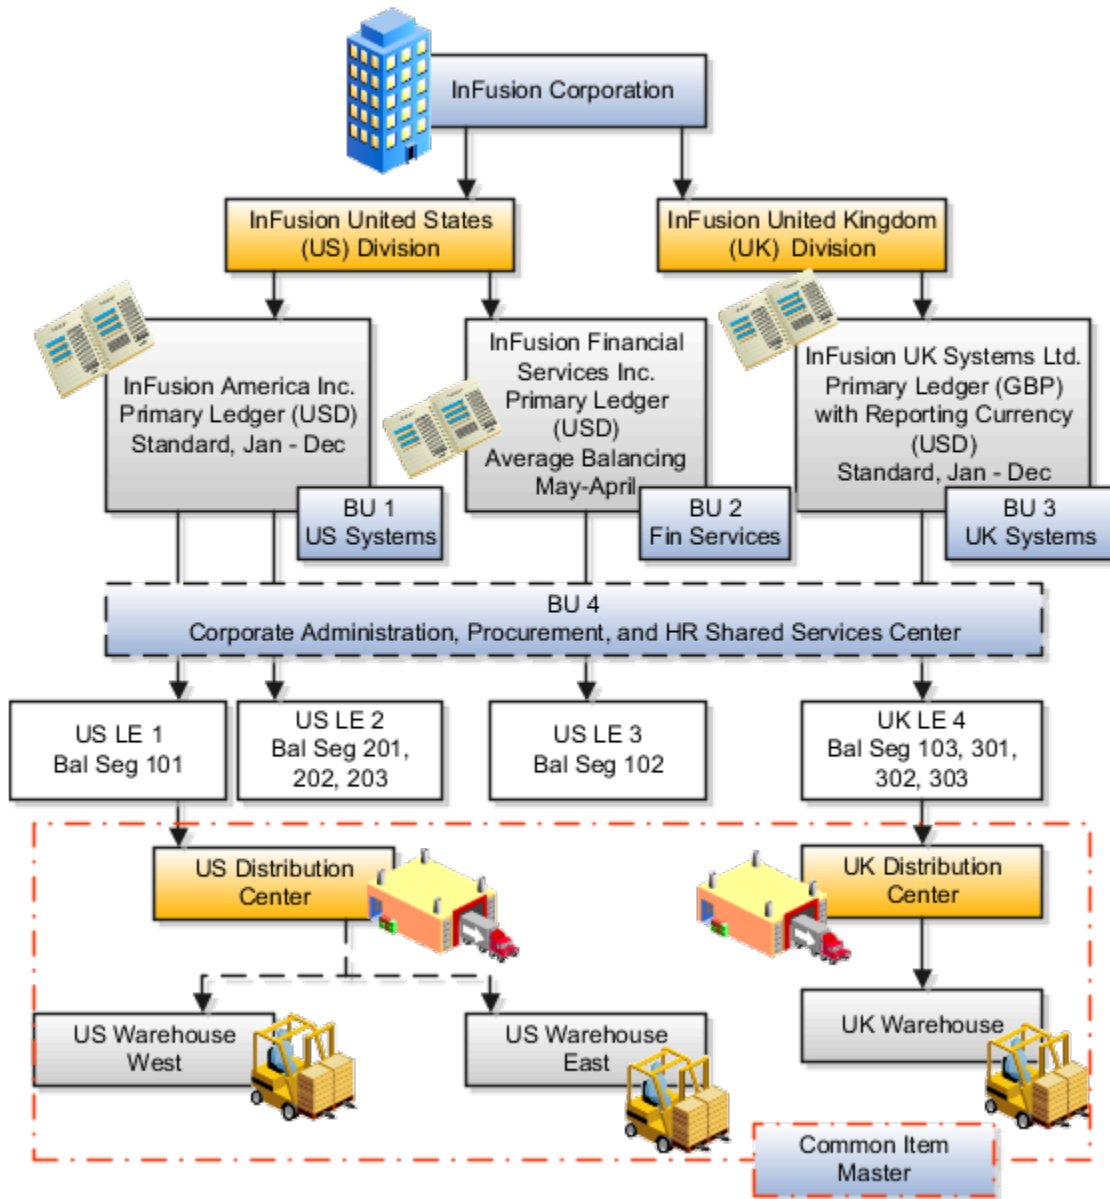 InFusion Corporation
InFusion United States
(US) Division
InFusion United Kingdom
(UK)  Division
InFusion America Inc.
Primary Ledger (USD)
Standard, Jan - Dec
BU 1
US Systems
InFusion Financial
Services Inc.
Primary Ledger
(USD)
Average Balancing
May-April
BU 2
Fin Services
InFusion UK Systems Ltd.
Primary Ledger (GBP)
with Reporting Currency
(USD)
Standard, Jan - Dec
BU 3
UK Systems
BU 4
Corporate Administration, Procurement, and HR Shared Services Center
US LE 1
Bal Seg 101
US LE 2
Bal Seg 201,
202, 203
US LE 3
Bal Seg 102
UK LE 4
Bal Seg 103, 301,
302, 303
US Distribution
Center
UK Distribution
Center
US Warehouse
West
US Warehouse
East
UK Warehouse
Common Item
Master